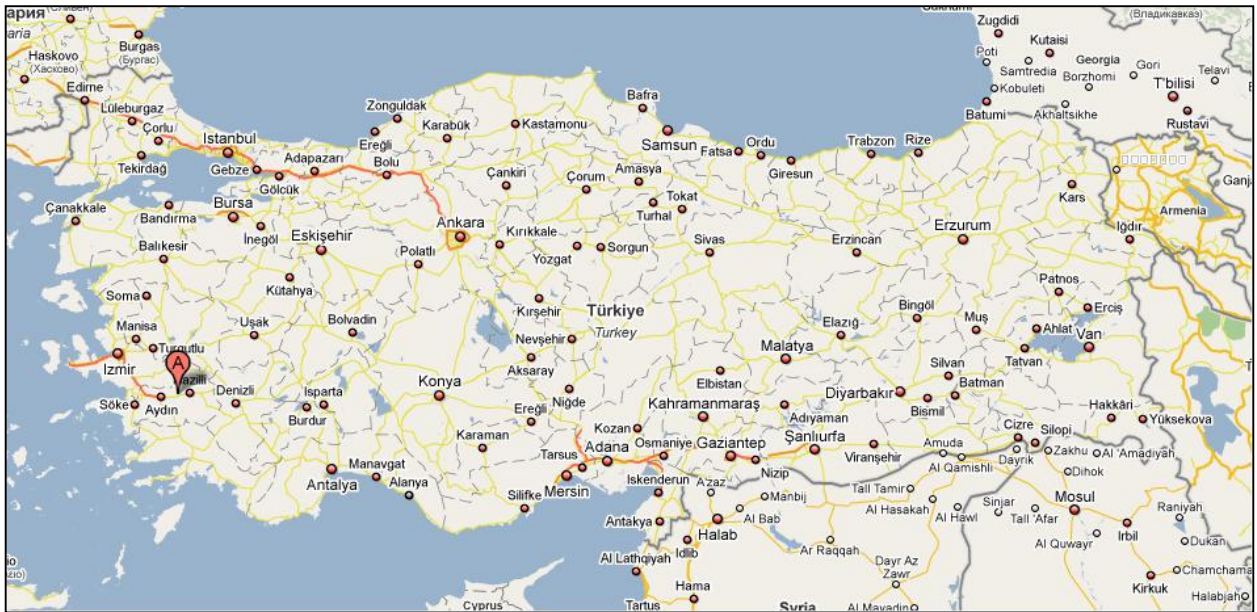 ария
aria
Burgas
(Бургас)
Haskovo
(Хасково)
Edirne
Lüleburgaz
Çorlu
Tekirdağ
Istanbul
Gebze
Gölcük
Adapazarı
Ereğli
Zonguldak
Bolu
Karabük
Kastamonu
Bafra
Samsun
Fatsa
Ordu
Giresun
Trabzon
Rize
Batumi
Zugdidi
(Владикавказ)
Poti
Kutaisi
Samtredia
Kobuleti
Georgia
Borzhomi
Gori
Telavi
T'bilisi
Rustavi
Akhaltsikhe
Çanakkale
Bandırma
Bursa
İnegöl
Balıkesir
Eskişehir
Kütahya
Polatlı
Ankara
Çankiri
Kırıkkale
Çorum
Amasya
Yozgat
Sorgun
Turhal
Tokat
Sivas
Erzincan
Erzurum
Kars
Iğdır
Armenia
Ganja
Soma
Manisa
Turgutlu
Izmir
A
Uşak
Bolvadin
Söke
Aydın
Denizli
Burdur
Isparta
Konya
Kırşehir
Türkiye
Turkey
Nevşehir
Aksaray
Niğde
Ereğli
Karaman
Malatya
Elazığ
Bingöl
Muş
Patnos
Erciş
Ahlat
Van
Tatvan
Silvan
Batman
Diyarbakır
Bismil
Elbistan
Kahramanmaraş
Adıyaman
Hakkâri
Yüksekova
Cizre
Silopi
Kozan
Osmaniye
Gaziantep
Şanlıurfa
Viranşehir
Nizip
Adana
Tarsus
Mersin
Silifke
Iskenderun
Antakya
Antalya
Manavgat
Alanya
Amuda
Al Qamishli
Dayrik
Zakhu
Al 'Amadiyah
Dihok
A'zaz
Manbij
Al Bab
Halab
Idlib
Tall Tamir
Al Hasakah
Al Hawl
Sinjar
Tall 'Afar
Mosul
Raniyah
Irbil
Al Quwayr
Dukan
Chamchama
Kirkuk
Halabjah
Ar Raqqah
Dayr Az
Zawr
Al Mayadin
Al Lathqiyah
Hama
Tartus
Syria
Cyprus